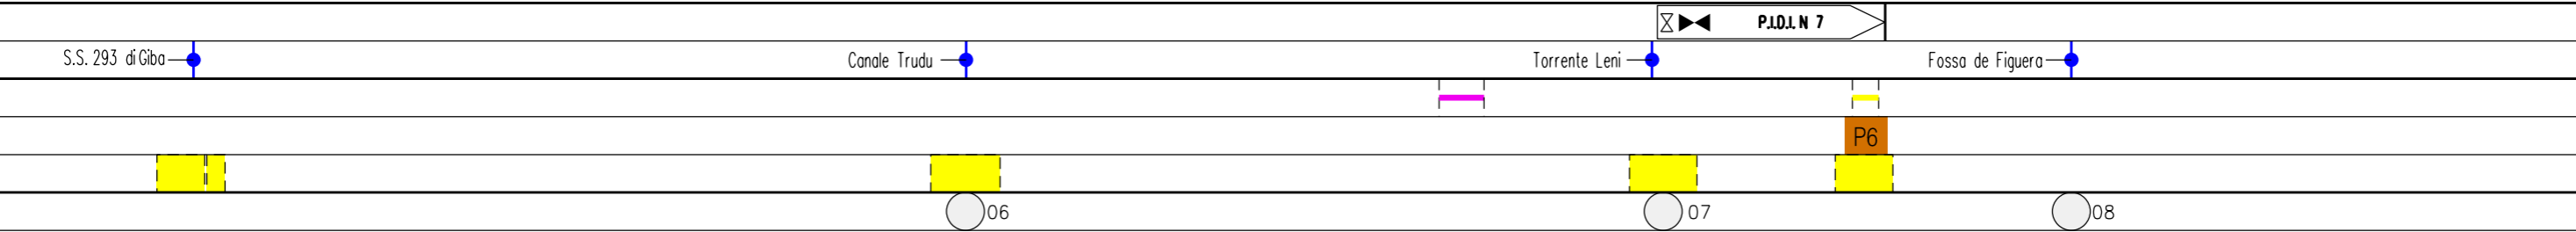 P.I.D.I. N 7
S.S. 293 di Giba
Canale Trudu
Torrente Leni
Fossa de Figuera
P6
06
07
08